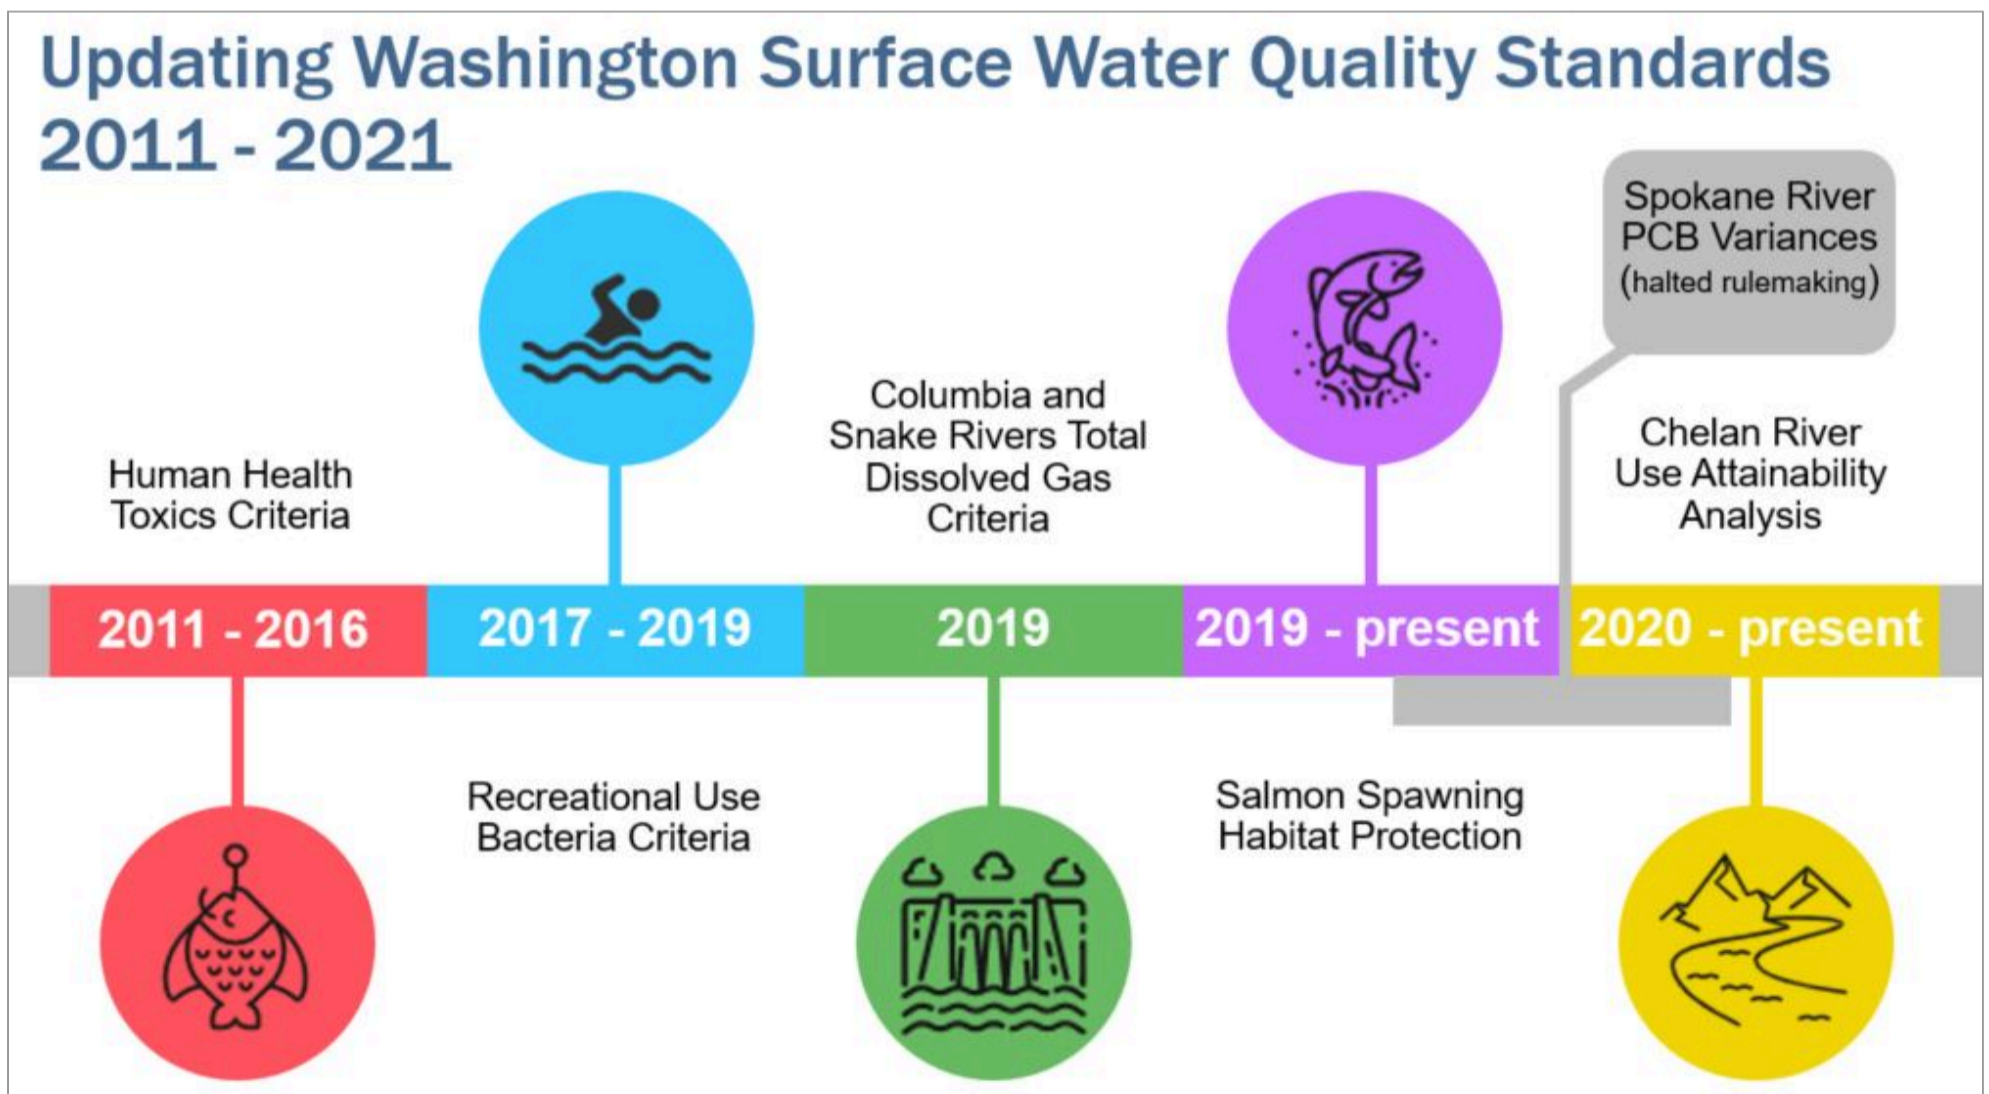 Updating Washington Surface Water Quality Standards
2011 - 2021
Human Health
Toxics Criteria
2011 - 2016
2017 - 2019
Recreational Use
Bacteria Criteria
Columbia and
Snake Rivers Total
Dissolved Gas
Criteria
2019
2019 - present
Salmon Spawning
Habitat Protection
Spokane River
PCB Variances
(halted rulemaking)
Chelan River
Use Attainability
Analysis
2020 - present